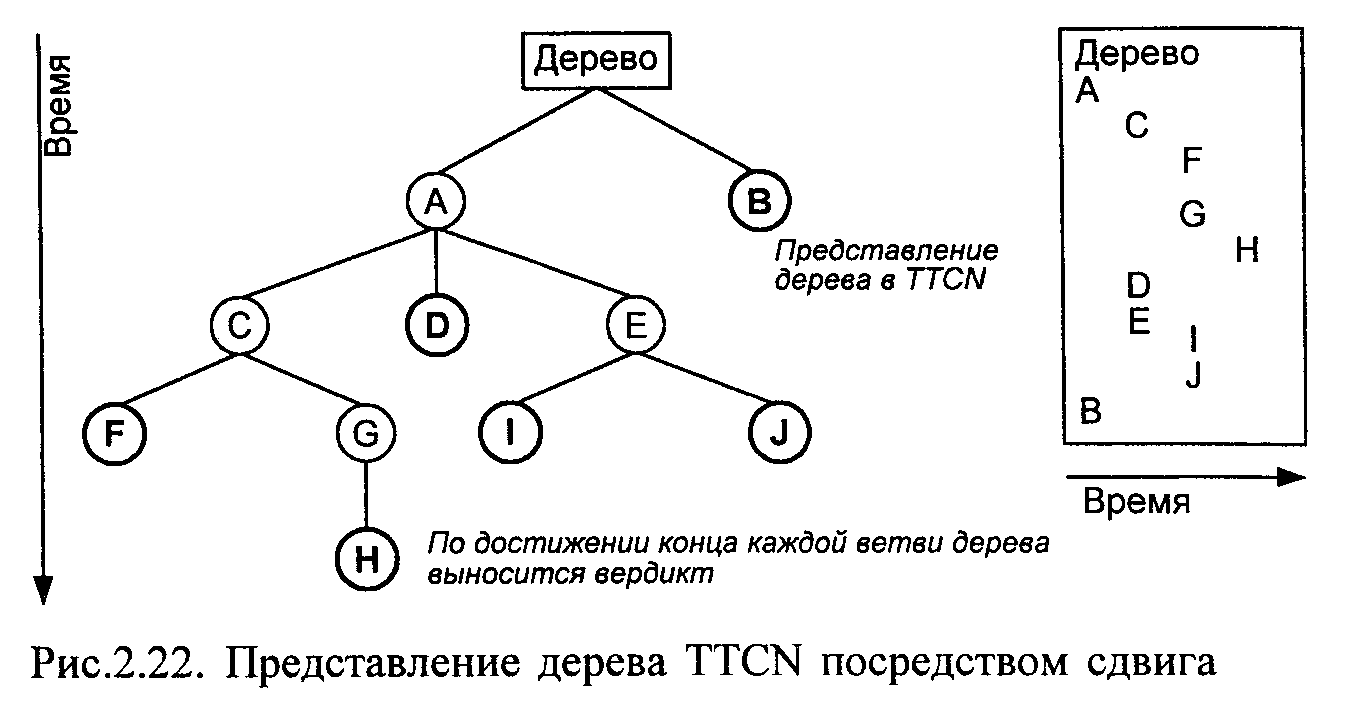 Время
Дерево
A
B
Представление
дерева в TTCN
C
D
E
F
G
I
J
H
По достижении конца каждой ветви дерева
выносится вердикт
Дерево
A
C
F
G
H
D
E
I
J
B
Время
Рис.2.22. Представление дерева TTCN посредством сдвига